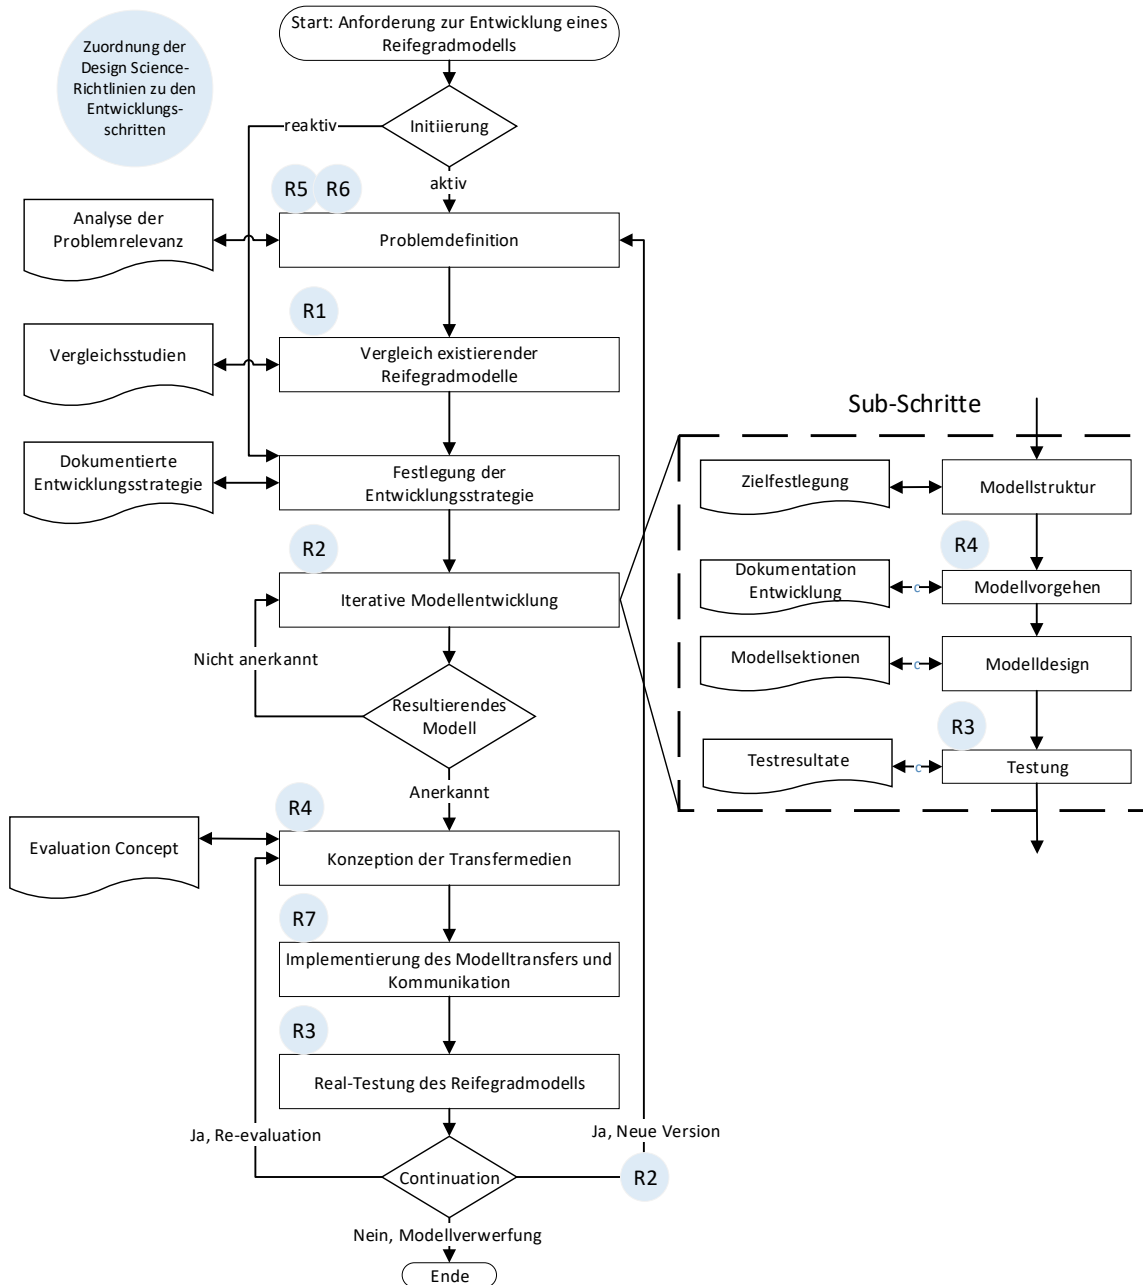 Start: Anforderung zur Entwicklung eines
Reifegradmodells
Zuordnung der
Design Science-
Richtlinien zu den
Entwicklungs-
schritten
Initiierung
reaktiv
aktiv
R5
R6
Analyse der
Problemrelevanz
Problemdefinition
R1
Vergleichsstudien
Vergleich existierender
Reifegradmodelle
Dokumentierte
Entwicklungsstrategie
Festlegung der
Entwicklungsstrategie
R2
Iterative Modellentwicklung
Nicht anerkannt
Resultierendes
Modell
Anerkannt
R4
Evaluation Concept
Konzeption der Transfermedien
R7
Implementierung des Modelltransfers und
Kommunikation
R3
Real-Testung des Reifegradmodells
Ja, Re-evaluation
Ja, Neue Version
Continuation
R2
Nein, Modellverwerfung
Ende
Sub-Schritte
Zielfestlegung
Modellstruktur
R4
Dokumentation
Entwicklung
c
Modellvorgehen
Modellsektionen
c
Modelldesign
R3
Testresultate
c
Testung